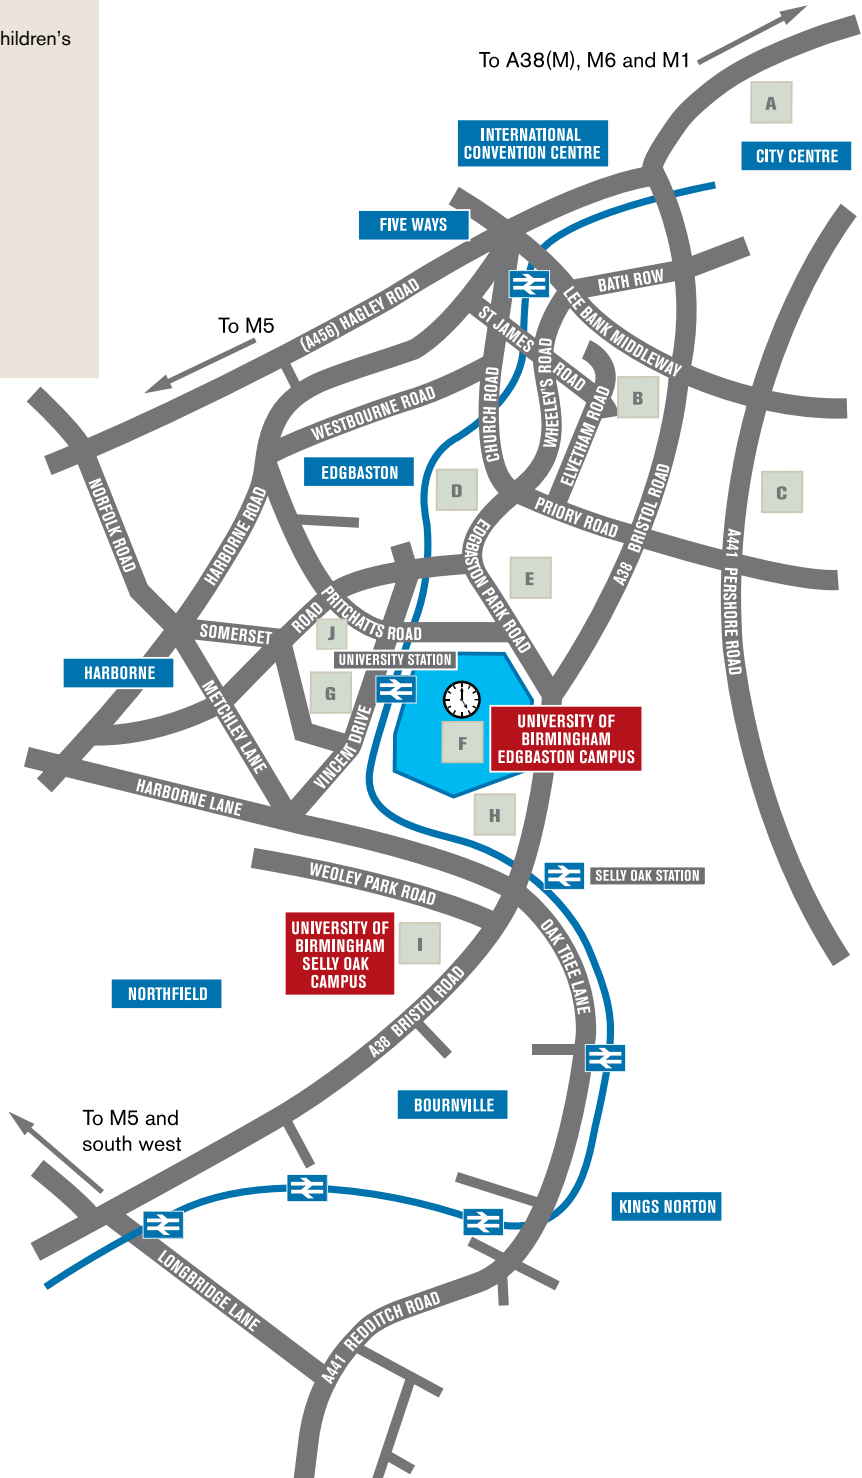 hildren's
To A38(M), M6 and M1
A
INTERNATIONAL
CONVENTION CENTRE
CITY CENTRE
FIVE WAYS
BATH ROW
(A456) HAGLEY ROAD
LEE BANK MIDDLEWAY
To M5
ST JAMES
ROAD
WHEELEY'S ROAD
CHURCH ROAD
WESTBOURNE ROAD
B
ELVETHAM ROAD
EDGBASTON
D
C
NORFOLK ROAD
HARBORNE ROAD
PRIORY ROAD
A38 BRISTOL ROAD
A441 PERSHORE ROAD
EDGBASTON PARK ROAD
E
PRITCHATTS ROAD
SOMERSET
ROAD
J
UNIVERSITY STATION
HARBORNE
METCHLEY LANE
G
VINCENT DRIVE
F
UNIVERSITY OF
BIRMINGHAM
EDGBASTON CAMPUS
HARBORNE LANE
H
WEOLEY PARK ROAD
SELLY OAK STATION
UNIVERSITY OF
BIRMINGHAM
SELLY OAK
CAMPUS
I
OAK TREE LANE
NORTHFIELD
A38 BRISTOL ROAD
BOURNVILLE
To M5 and
south west
KINGS NORTON
LONGBRIDGE LANE
A441 REDDITCH ROAD